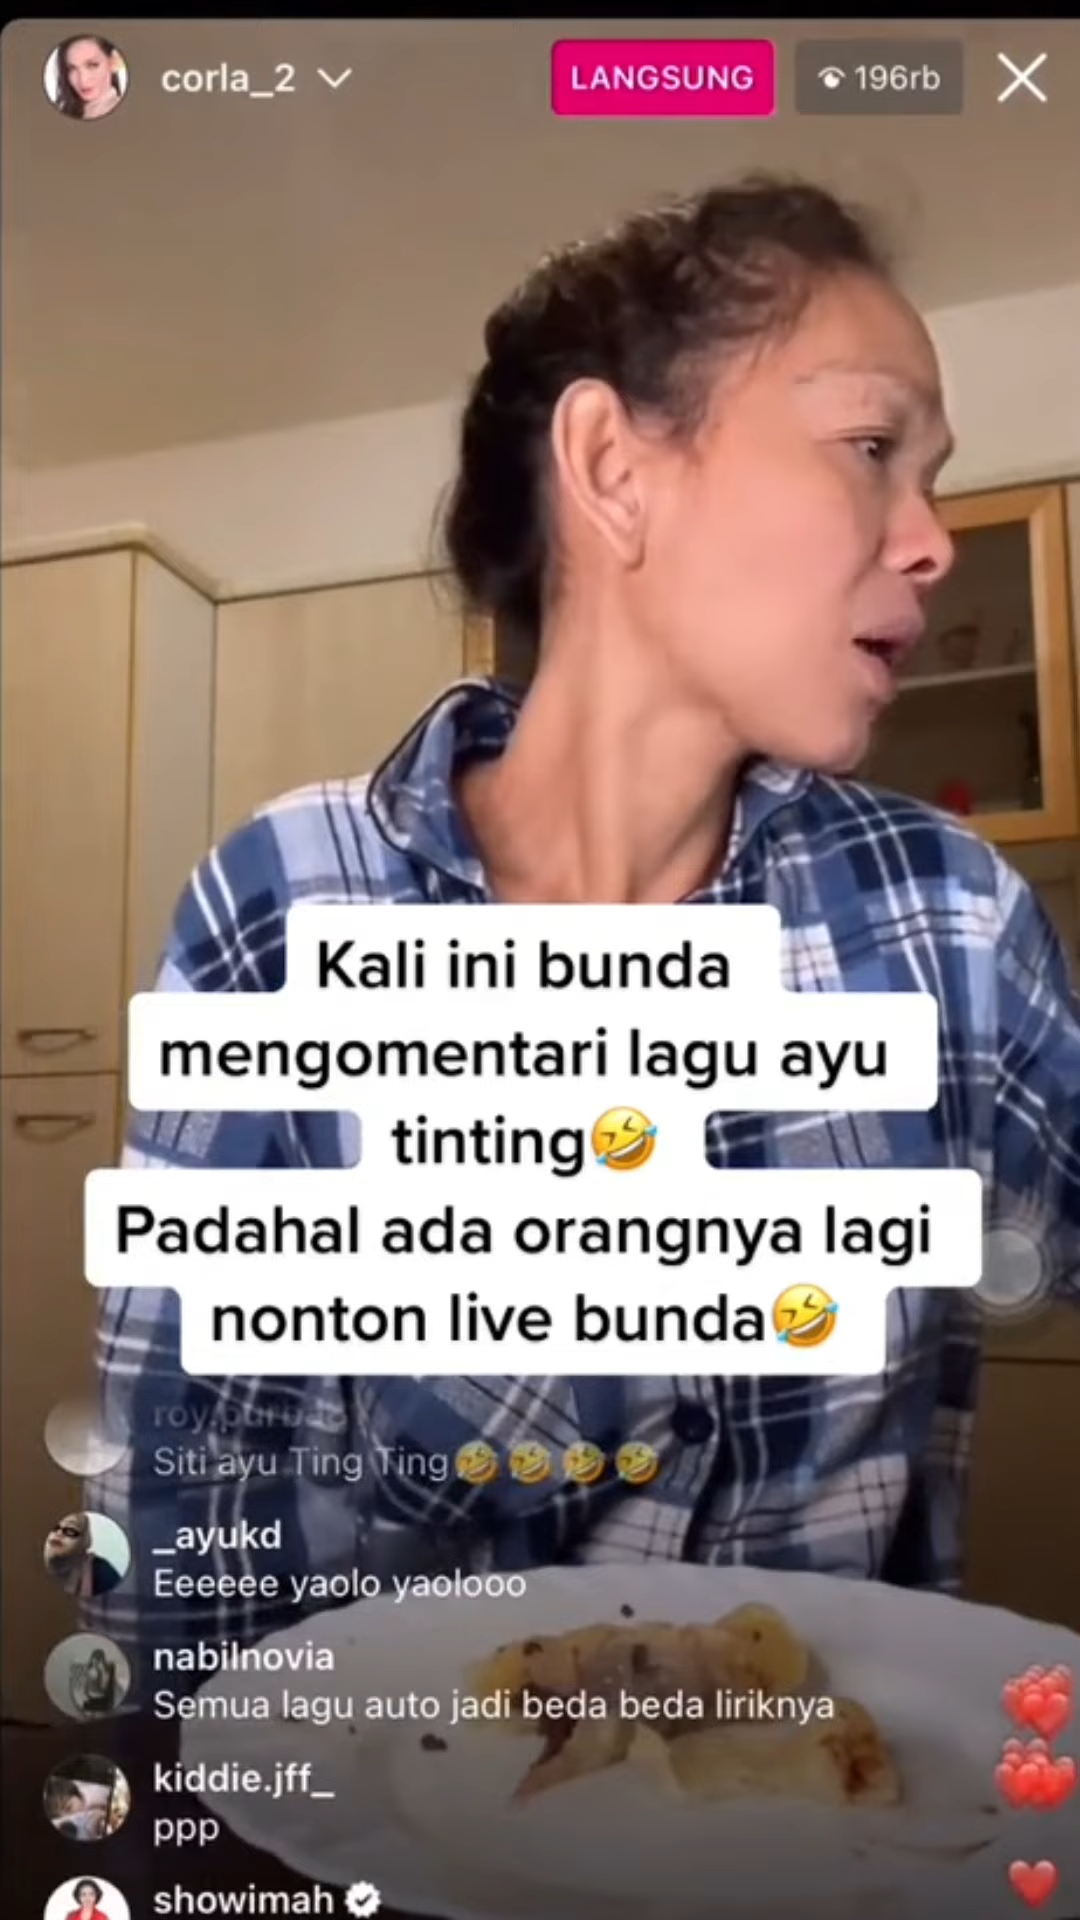 corla_2
LANGSUNG
196rb
Kali ini bunda
mengomentari lagu ayu
tinting🤣
Padahal ada orangnya lagi
nonton live bunda🤣
Siti ayu Ting Ting🤣🤣🤣🤣
_ayukd
Eeeeee yaolo yaolooo
nabilnovia
Semua lagu auto jadi beda beda liriknya
kiddie.jff_
ppp
showimah